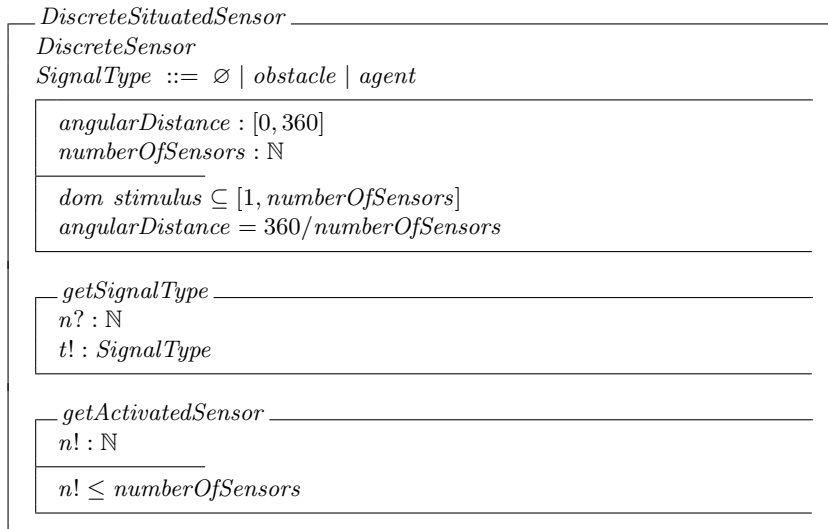 DiscreteSituatedSensor
DiscreteSensor
SignalType ::= ∅ | obstacle | agent
angularDistance : [0, 360]
numberOfSensors : ℕ
dom stimulus ⊆ [1, numberOfSensors]
angularDistance = 360/numberOfSensors
getSignalType
n? : ℕ
t! : SignalType
getActivatedSensor
n! : ℕ
n! ≤ numberOfSensors